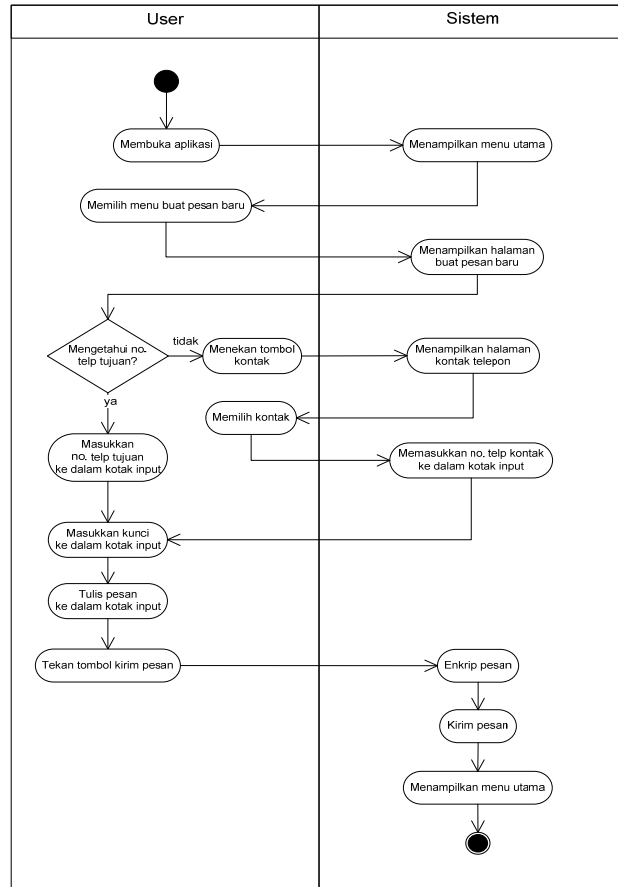 User
Sistem
Membuka aplikasi
Menampilkan menu utama
Memilih menu buat pesan baru
Menampilkan halaman
buat pesan baru
Mengetahui no.
telp tujuan?
tidak
Menekan tombol
kontak
Menampilkan halaman
kontak telepon
ya
Memilih kontak
Masukkan
no. telp tujuan
ke dalam kotak input
Memasukkan no. telp kontak
ke dalam kotak input
Masukkan kunci
ke dalam kotak input
Tulis pesan
ke dalam kotak input
Tekan tombol kirim pesan
Enkrip pesan
Kirim pesan
Menampilkan menu utama